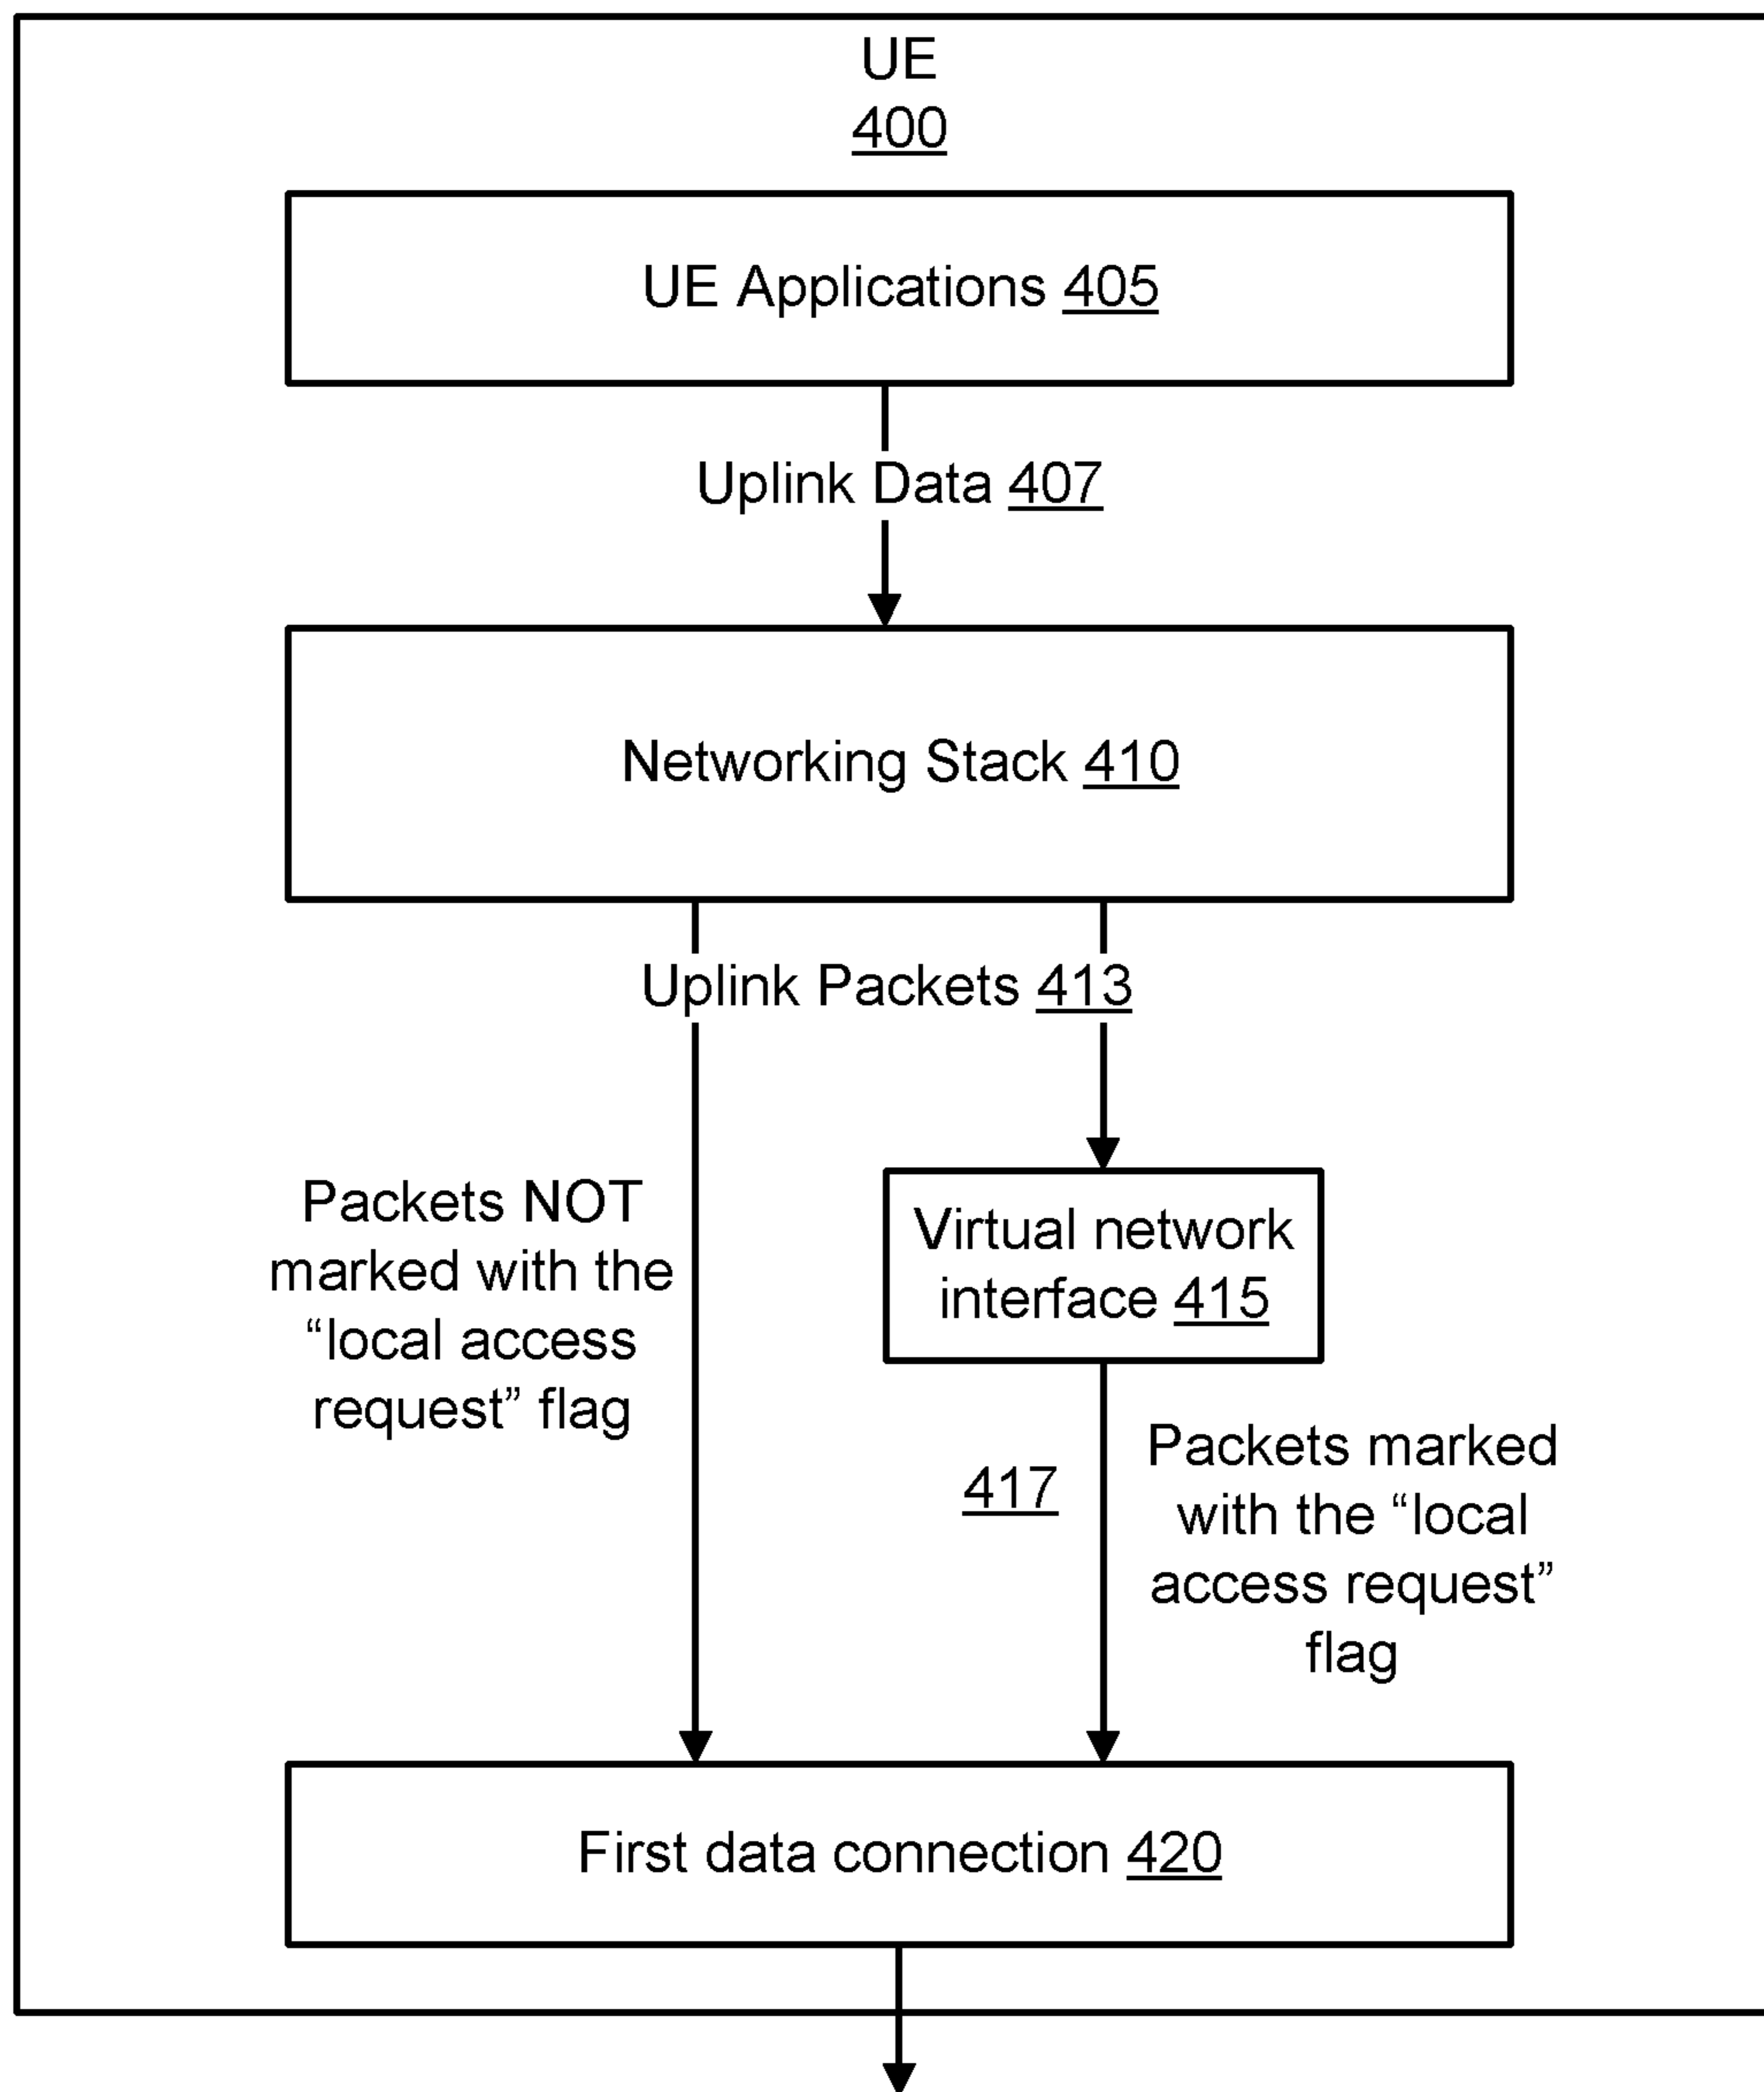 UE
400
UE Applications 405
Uplink Data 407
Networking Stack 410
Uplink Packets 413
Packets NOT
marked with the
“local access
request” flag
Virtual network
interface 415
417
Packets marked
with the “local
access request”
flag
First data connection 420